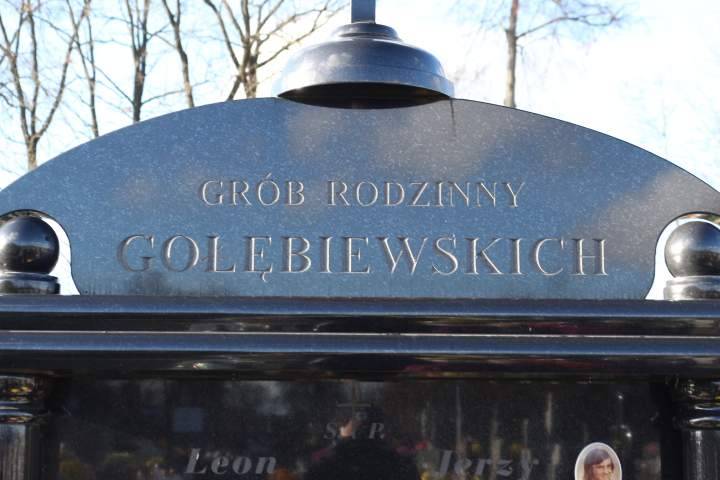 GRÓB RODZINNY
GOŁĘBIEWSKICH
Ś. P.
Leon Jerzy